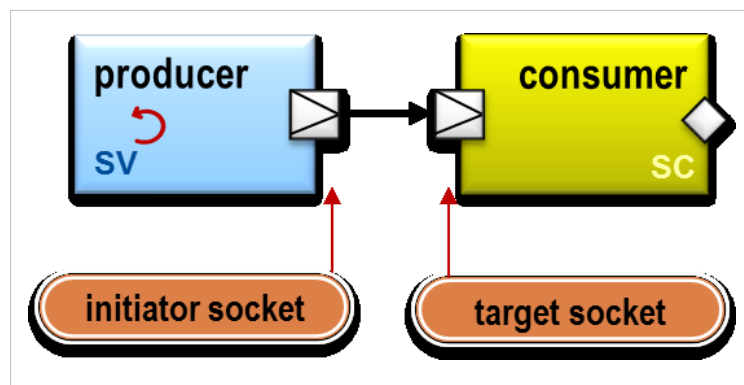 producer
SV
consumer
SC
initiator socket
target socket